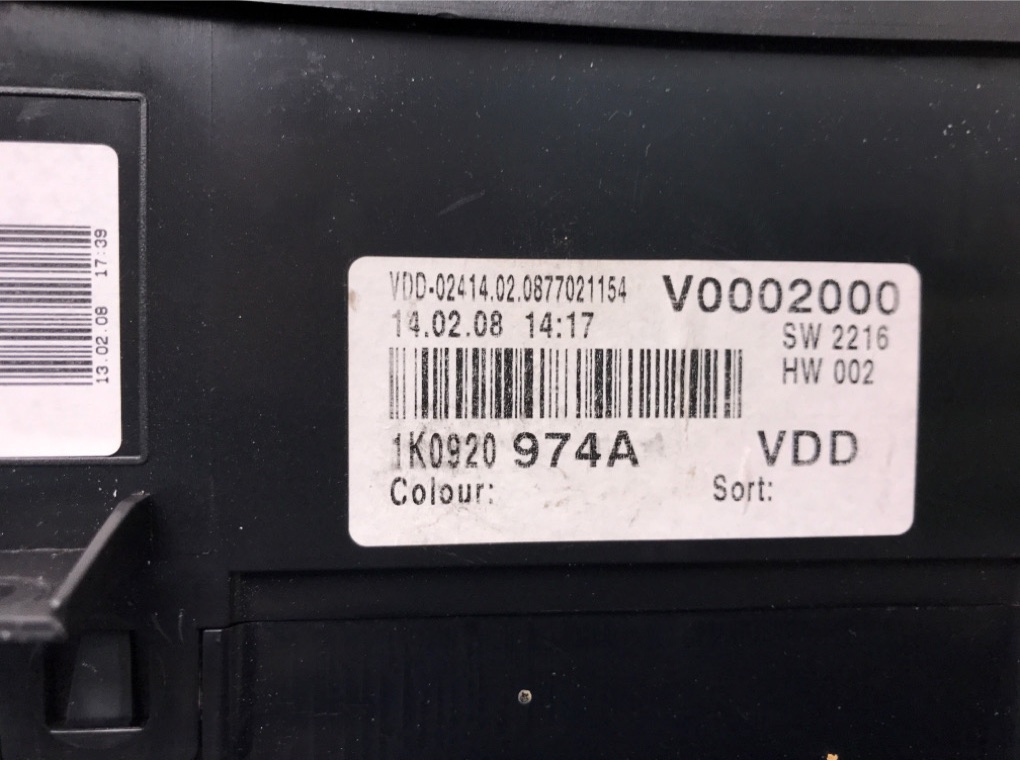 13.02.08 17:39
VDD-02414.02.0877021154 V0002000
14.02.08 14:17 SW 2216
HW 002
1K0920 974A VDD
Colour: Sort: